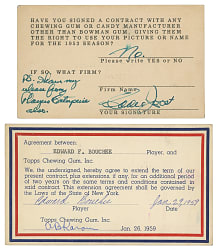 HAVE YOU SIGNED A CONTRACT WITH ANY
CHEWING GUM OR CANDY MANUFACTURER
OTHER THAN BOWMAN GUM, GIVING THEM
THE RIGHT TO USE YOUR PICTURE OR NAME
FOR THE 1953 SEASON?
No
Please Write YES or NO
IF SO, WHAT FIRM?
Firm Name
YOUR SIGNATURE
Agreement between:
EDWARD F. BOUCHEE Player, and
Topps Chewing Gum, Inc.
We the undersigned hereby agree to extend the term of our
present contract, plus extensions if any, for an additional period
of two years on the same terms and conditions contained in
said contract. This extension agreement shall be governed by
the Laws of the State of New York.
Edward Bouchee Jan 27 1959
Player Date
Topps Chewing Gum, Inc.
Jan 26, 1959